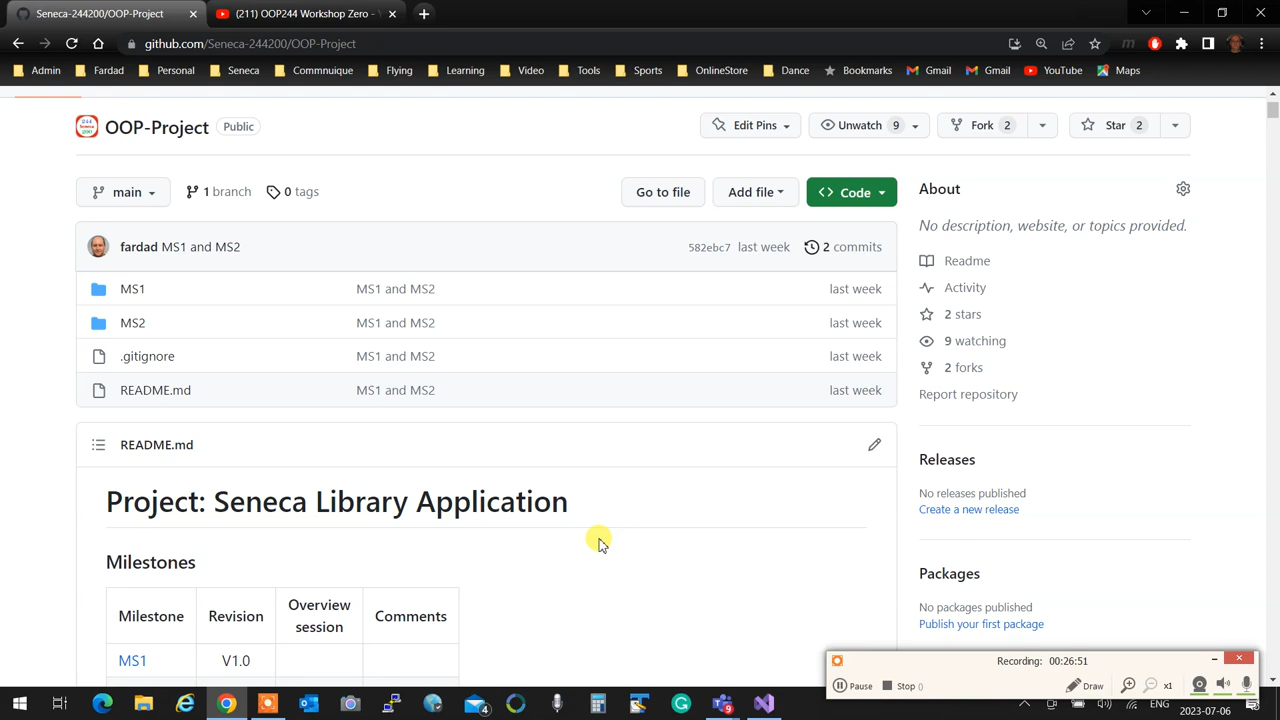 Seneca-244200/OOP-Project
(211) OOP244 Workshop Zero -
github.com/Seneca-244200/OOP-Project
Admin Fardad Personal Seneca Commnuique Flying Learning Video Tools Sports OnlineStore Dance Bookmarks Gmail Gmail YouTube Maps
OOP-Project Public
Edit Pins Unwatch 9 Fork 2 Star 2
main 1 branch 0 tags Go to file Add file <> Code
fardad MS1 and MS2 582ebc7 last week 2 commits
MS1 MS1 and MS2 last week
MS2 MS1 and MS2 last week
.gitignore MS1 and MS2 last week
README.md MS1 and MS2 last week
README.md
Project: Seneca Library Application
Milestones
Milestone Revision Overview session Comments
MS1 V1.0
About
No description, website, or topics provided.
Readme
Activity
2 stars
9 watching
2 forks
Report repository
Releases
No releases published
Create a new release
Packages
No packages published
Publish your first package
Recording: 00:26:51
Pause Stop () Draw x1
4 9 ENG 2023-07-06